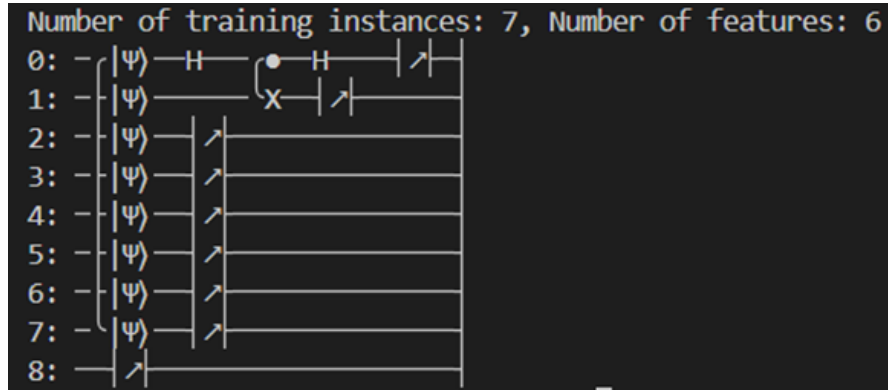 Number of training instances: 7, Number of features: 6
0: |Ψ⟩ H ● H ↗
1: |Ψ⟩ X ↗
2: |Ψ⟩ ↗
3: |Ψ⟩ ↗
4: |Ψ⟩ ↗
5: |Ψ⟩ ↗
6: |Ψ⟩ ↗
7: |Ψ⟩ ↗
8: ↗